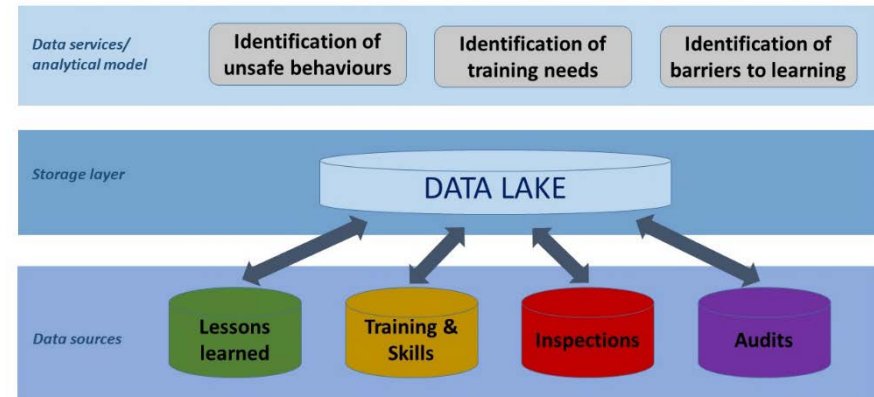 Data services/
analytical model
Identification of
unsafe behaviours
Identification of
training needs
Identification of
barriers to learning
Storage layer
DATA LAKE
Data sources
Lessons
learned
Training &
Skills
Inspections
Audits